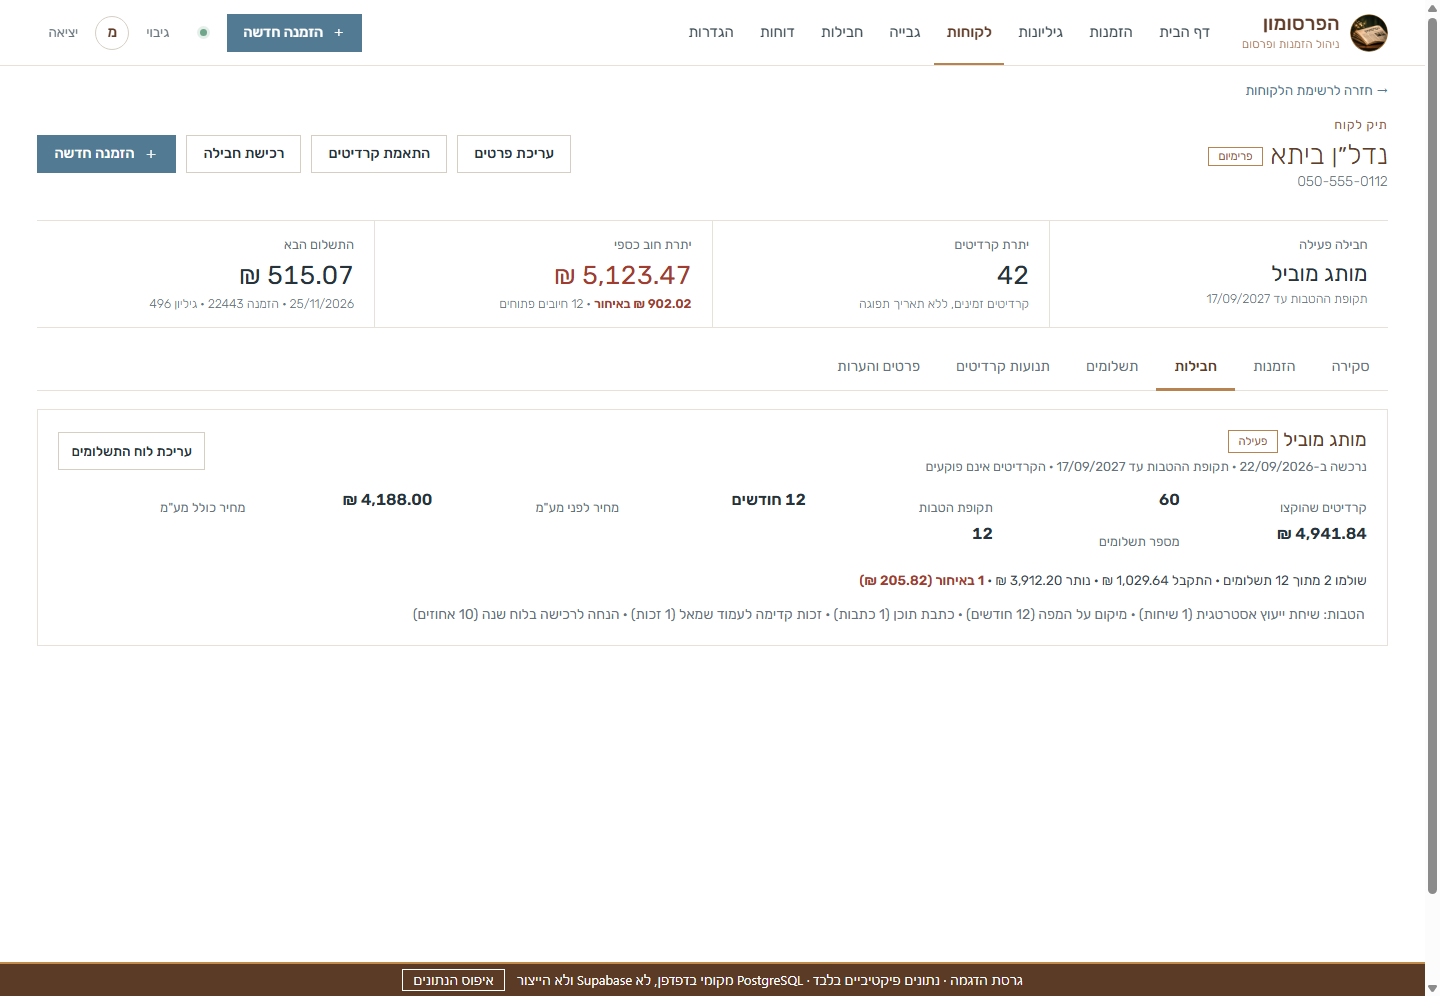 הפרסומון
ניהול הזמנות ופרסום
דף הבית
הזמנות
גיליונות
לקוחות
גבייה
חבילות
דוחות
הגדרות
+ הזמנה חדשה
גיבוי
מ
יציאה
→ חזרה לרשימת הלקוחות
תיק לקוח
נדל״ן ביתא
פרימיום
050-555-0112
עריכת פרטים
התאמת קרדיטים
רכישת חבילה
+ הזמנה חדשה
חבילה פעילה
מותג מוביל
תקופת ההטבות עד 17/09/2027
יתרת קרדיטים
42
קרדיטים זמינים, ללא תאריך תפוגה
יתרת חוב כספי
5,123.47 ₪
902.02 ₪ באיחור • 12 חיובים פתוחים
התשלום הבא
515.07 ₪
25/11/2026 • הזמנה 22443 • גיליון 496
סקירה
הזמנות
חבילות
תשלומים
תנועות קרדיטים
פרטים והערות
מותג מוביל
פעילה
עריכת לוח התשלומים
נרכשה ב-22/09/2026 • תקופת ההטבות עד 17/09/2027 • הקרדיטים אינם פוקעים
קרדיטים שהוקצו
60
תקופת הטבות
12 חודשים
מחיר לפני מע"מ
4,188.00 ₪
מחיר כולל מע"מ
4,941.84 ₪
מספר תשלומים
12
שולמו 2 מתוך 12 תשלומים • התקבל 1,029.64 ₪ • נותר 3,912.20 ₪ • 1 באיחור (205.82 ₪)
הטבות: שיחת ייעוץ אסטרטגית (1 שיחות) • מיקום על המפה (12 חודשים) • כתבת תוכן (1 כתבות) • זכות קדימה לעמוד שמאל (1 זכות) • הנחה לרכישה בלוח שנה (10 אחוזים)
גרסת הדגמה · נתונים פיקטיביים בלבד · PostgreSQL מקומי בדפדפן, לא Supabase ולא הייצור
איפוס הנתונים